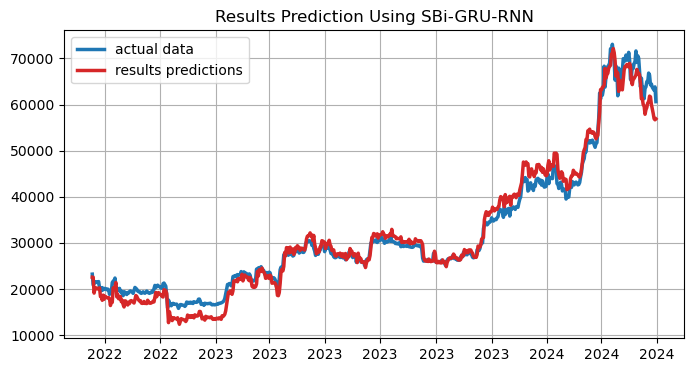 Results Prediction Using SBi-GRU-RNN
actual data
results predictions
70000
60000
50000
40000
30000
20000
10000
2022 2022 2023 2023 2023 2023 2023 2023 2024 2024 2024